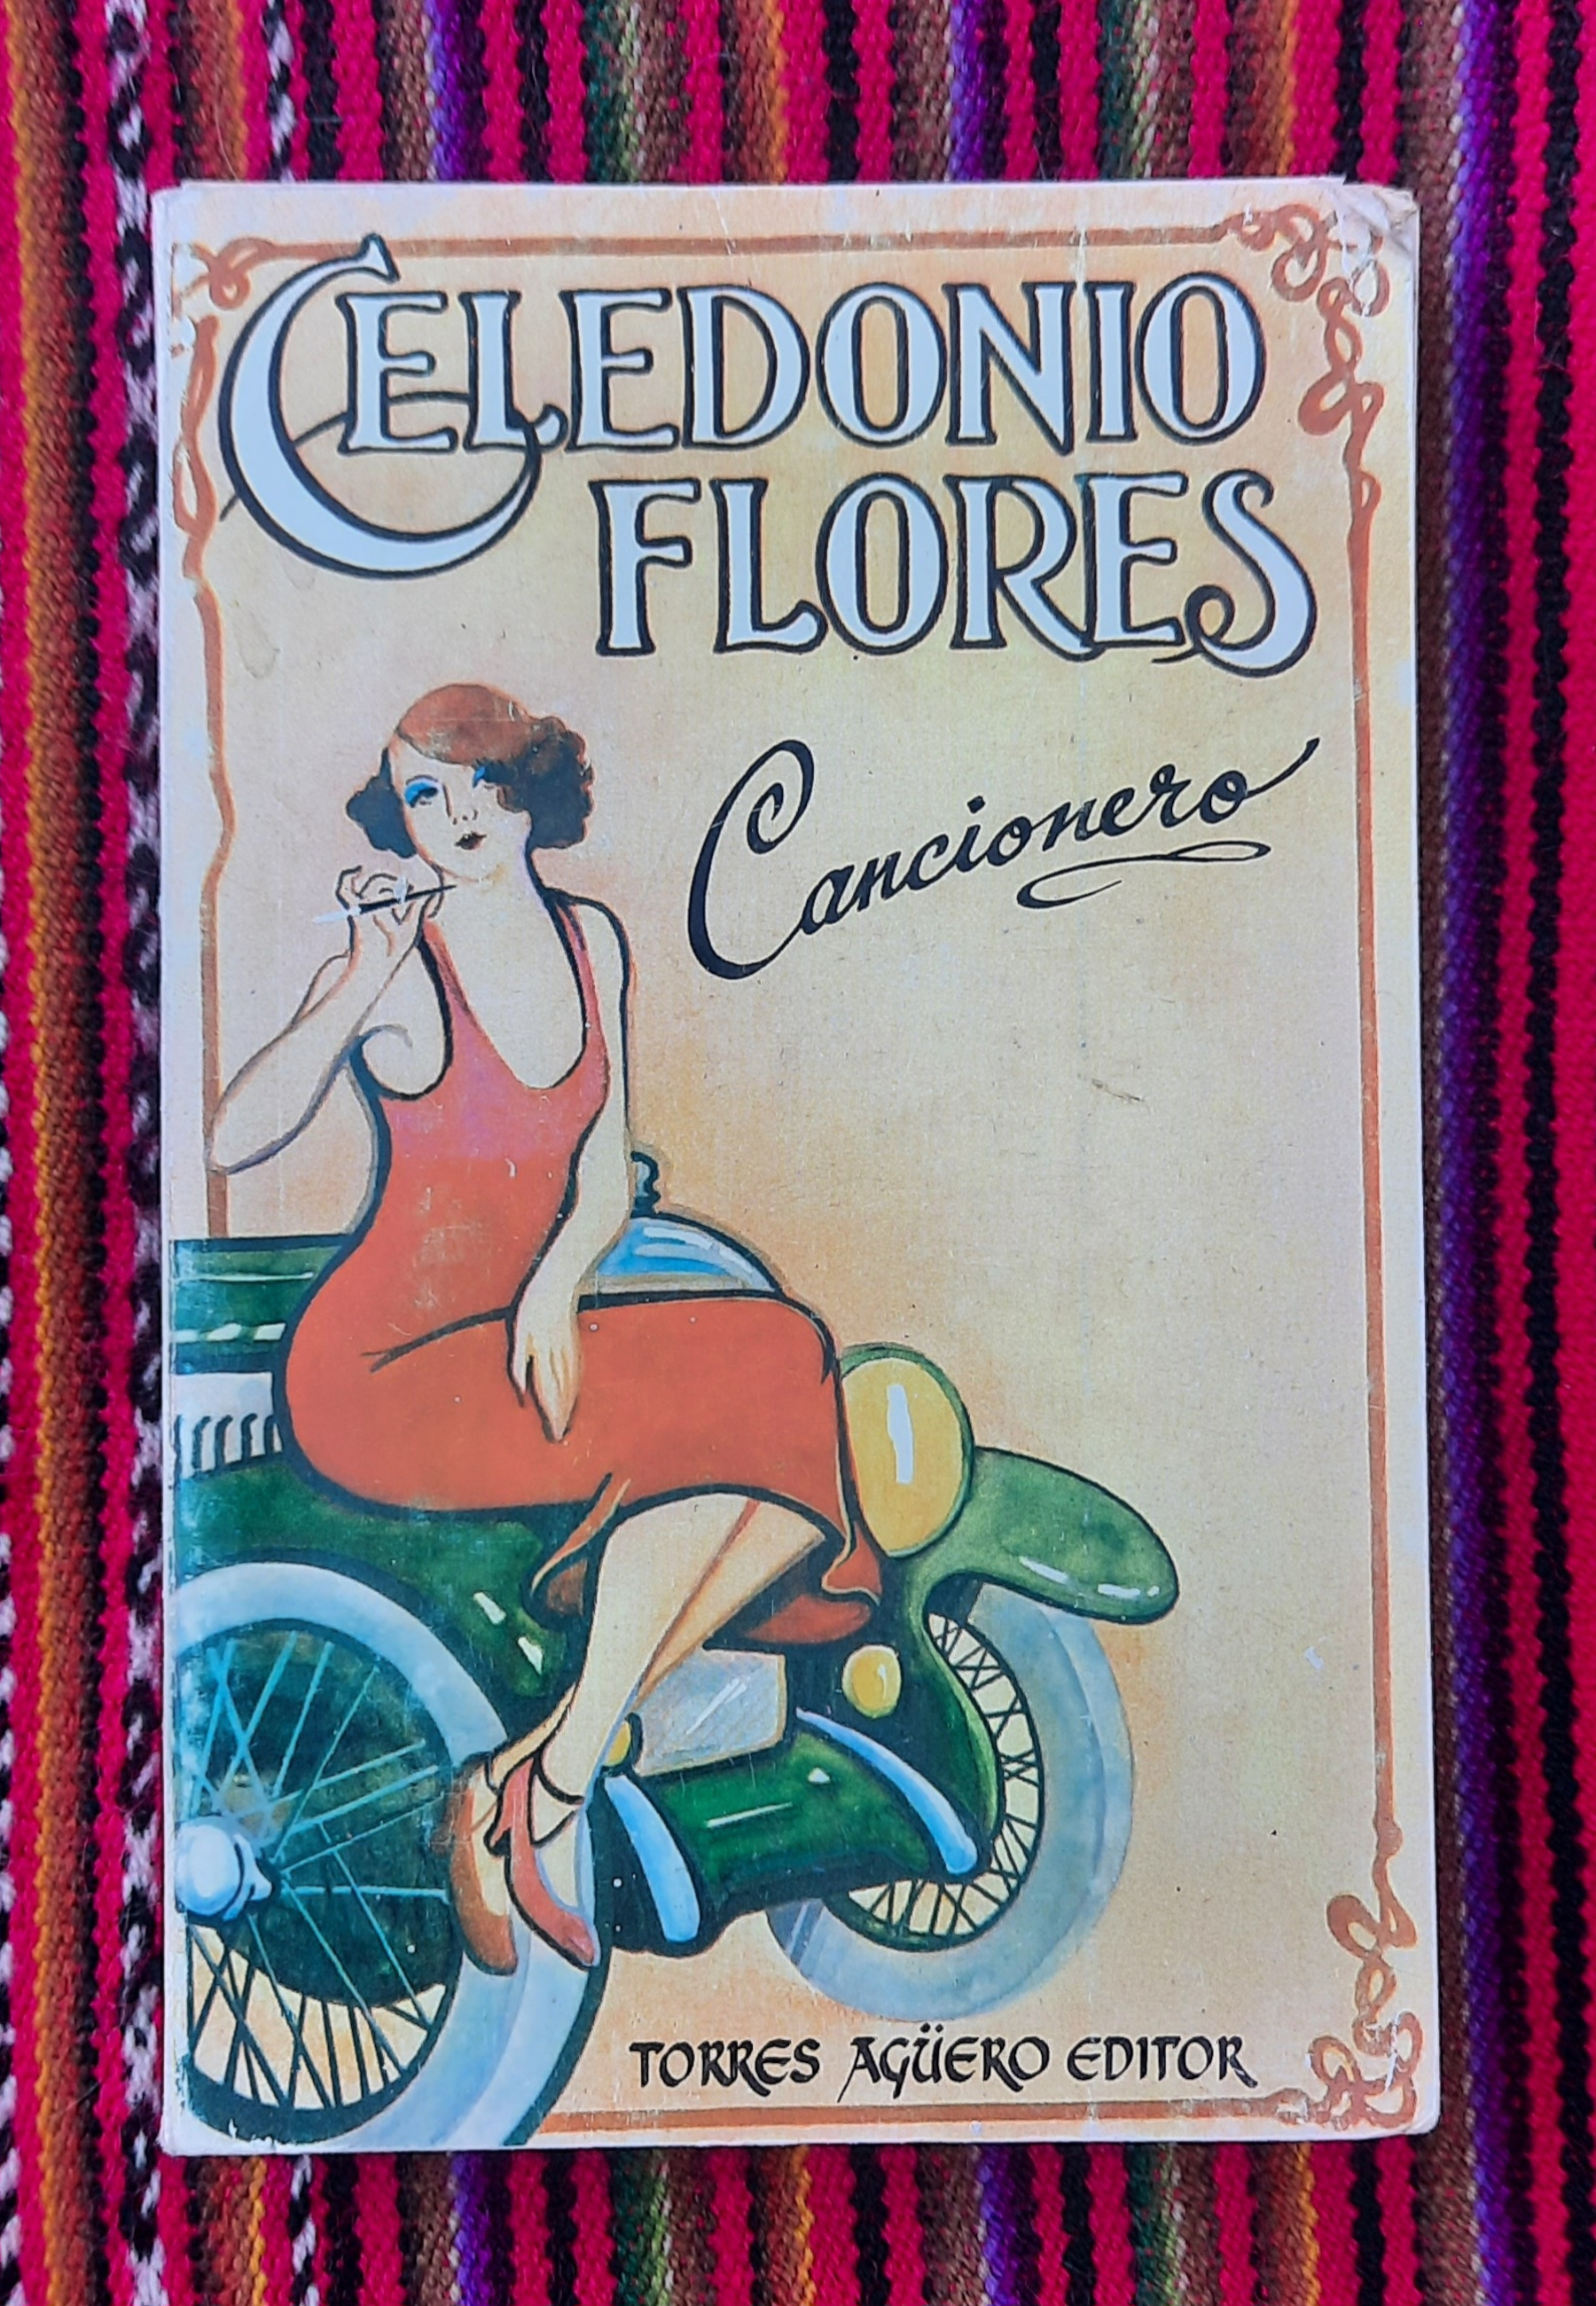 CELEDONIO
FLORES
Cancionero
TORRES AGÜERO EDITOR